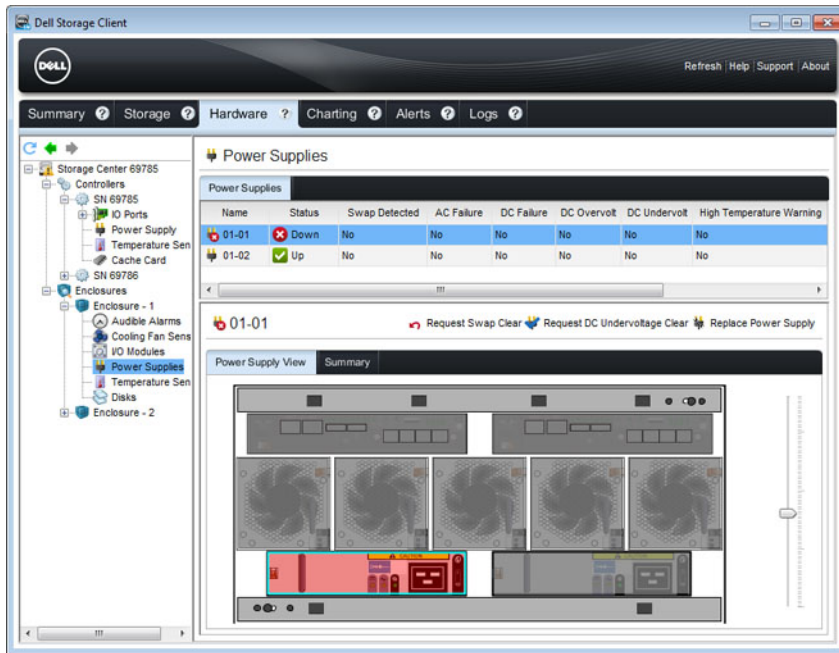 Dell Storage Client
DELL
Refresh Help Support About
Summary ? Storage ? Hardware ? Charting ? Alerts ? Logs ?
Storage Center 69785
Controllers
SN 69785
IO Ports
Power Supply
Temperature Sen
Cache Card
SN 69786
Enclosures
Enclosure - 1
Audible Alarms
Cooling Fan Sens
I/O Modules
Power Supplies
Temperature Sen
Disks
Enclosure - 2
Power Supplies
Power Supplies
Name Status Swap Detected AC Failure DC Failure DC Overvolt DC Undervolt High Temperature Warning
01-01 Down No No No No No No
01-02 Up No No No No No No
01-01 Request Swap Clear Request DC Undervoltage Clear Replace Power Supply
Power Supply View Summary
CAUTION CAUTION